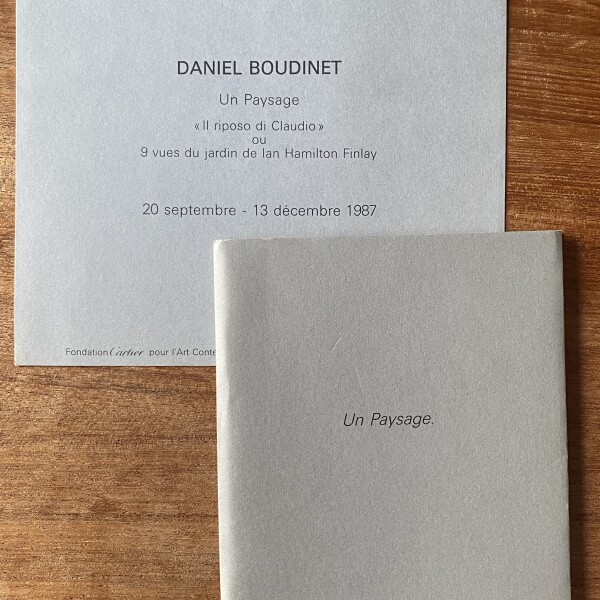 DANIEL BOUDINET
Un Paysage
« Il riposo di Claudio »
ou
9 vues du jardin de Ian Hamilton Finlay
20 septembre - 13 décembre 1987
Fondation Cartier pour l'Art Conte
Un Paysage.